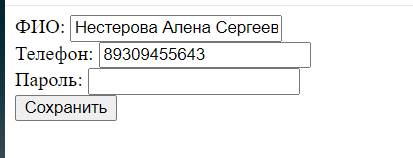 ФИО: Нестерова Алена Сергеев
Телефон: 89309455643
Пароль:
Сохранить